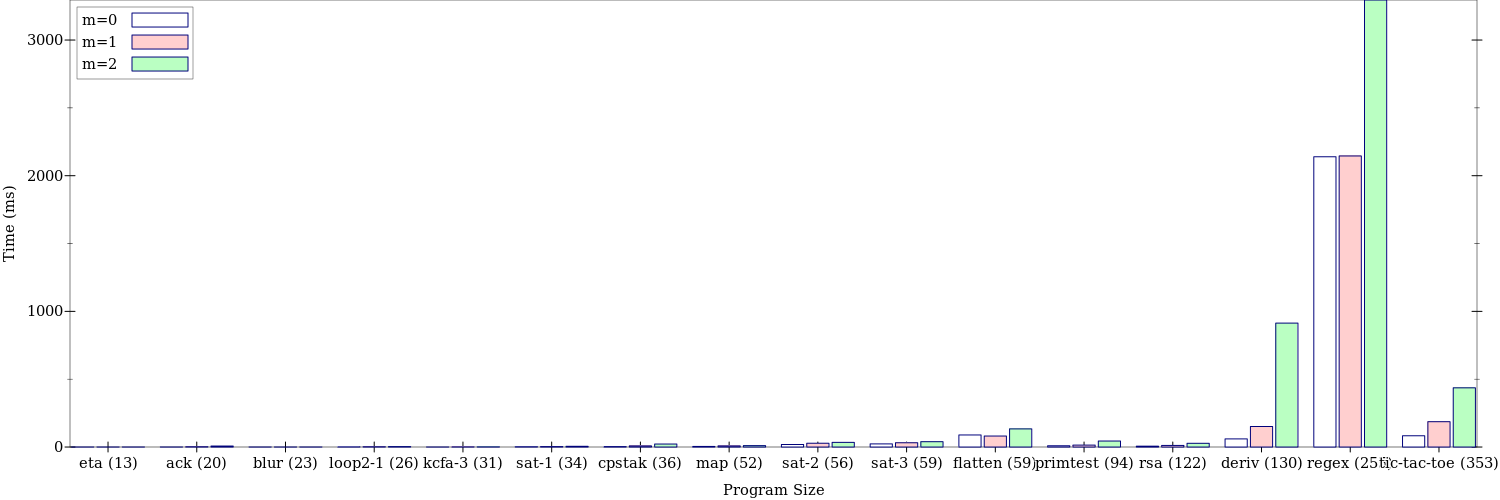 m=0
m=1
m=2
3000
2000
1000
0
Time (ms)
eta (13) ack (20) blur (23) loop2-1 (26) kcfa-3 (31) sat-1 (34) cpstak (36) map (52) sat-2 (56) sat-3 (59) flatten (59) primtest (94) rsa (122) deriv (130) regex tic-tac-toe (353)
Program Size